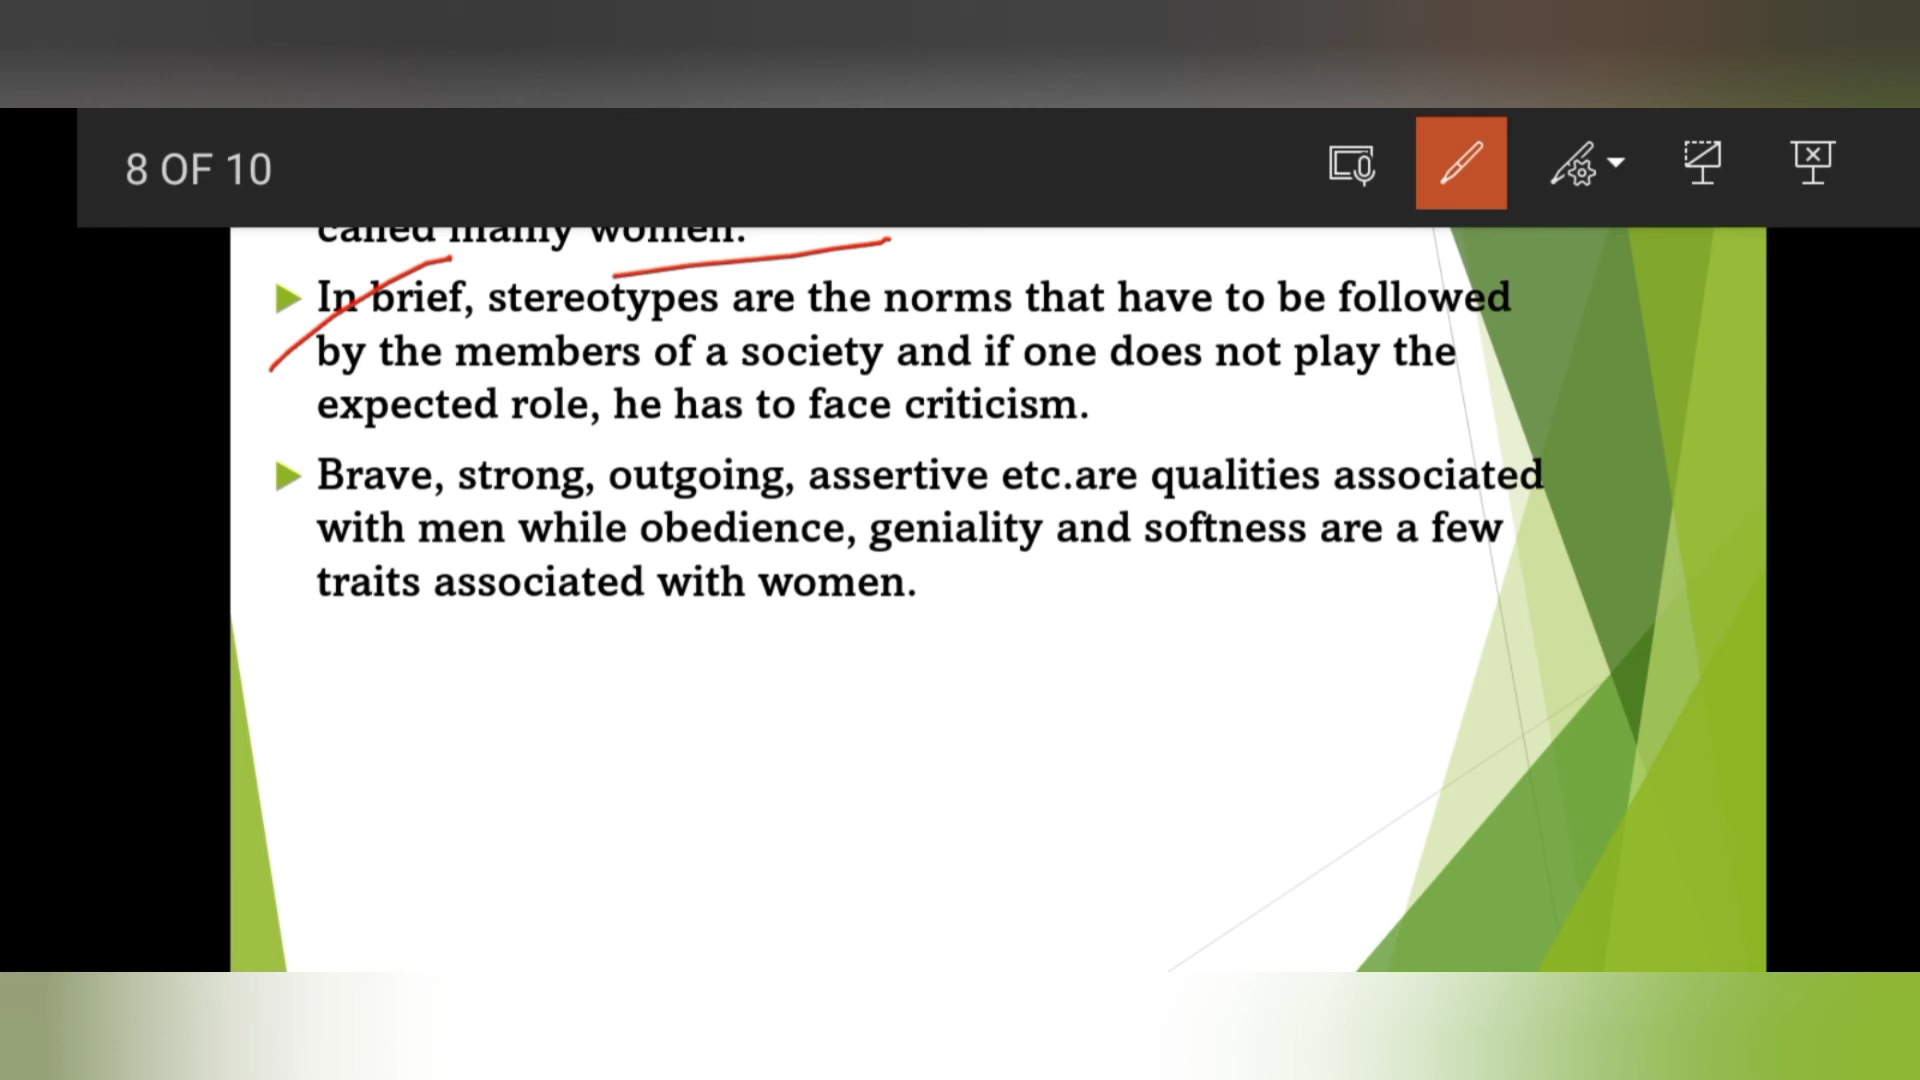 8 OF 10
called manly women.
In brief, stereotypes are the norms that have to be followed
by the members of a society and if one does not play the
expected role, he has to face criticism.
Brave, strong, outgoing, assertive etc.are qualities associated
with men while obedience, geniality and softness are a few
traits associated with women.